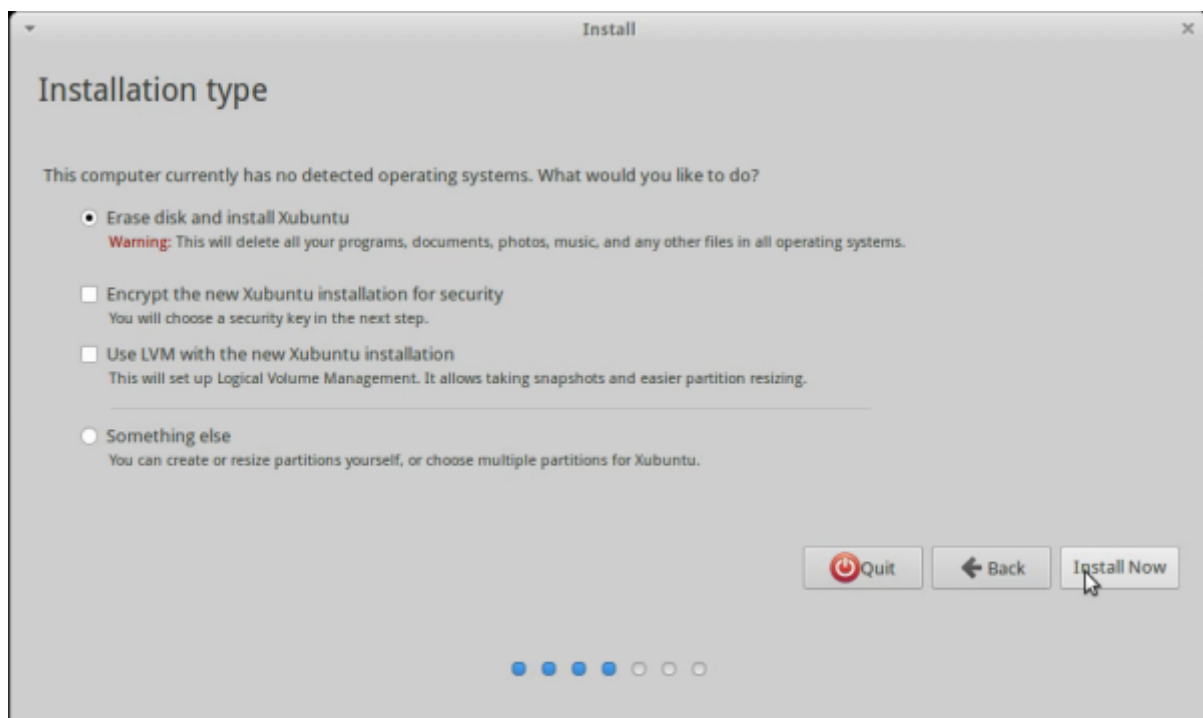 Install
Installation type
This computer currently has no detected operating systems. What would you like to do?
Erase disk and install Xubuntu
Warning: This will delete all your programs, documents, photos, music, and any other files in all operating systems.
Encrypt the new Xubuntu installation for security
You will choose a security key in the next step.
Use LVM with the new Xubuntu installation
This will set up Logical Volume Management. It allows taking snapshots and easier partition resizing.
Something else
You can create or resize partitions yourself, or choose multiple partitions for Xubuntu.
Quit Back Install Now